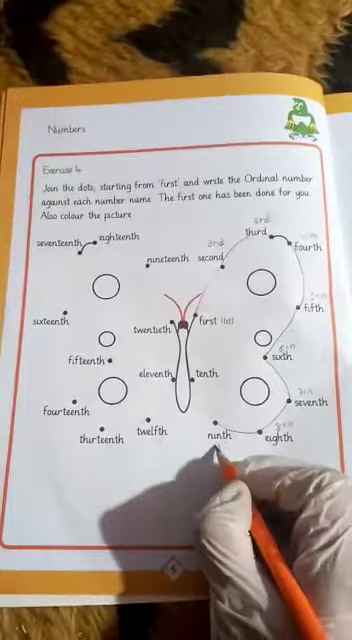 Numbers
Exercise 4
Join the dots, starting from 'first' and write the Ordinal number
against each number name. The first one has been done for you.
Also colour the picture
3rd
third
seventeenth
eighteenth
2nd
fourth
nineteenth
second
5th
fifth
sixteenth
twentieth
first (1st)
6th
sixth
fifteenth
eleventh
tenth
7th
seventh
fourteenth
twelfth
8th
thirteenth
ninth
eighth